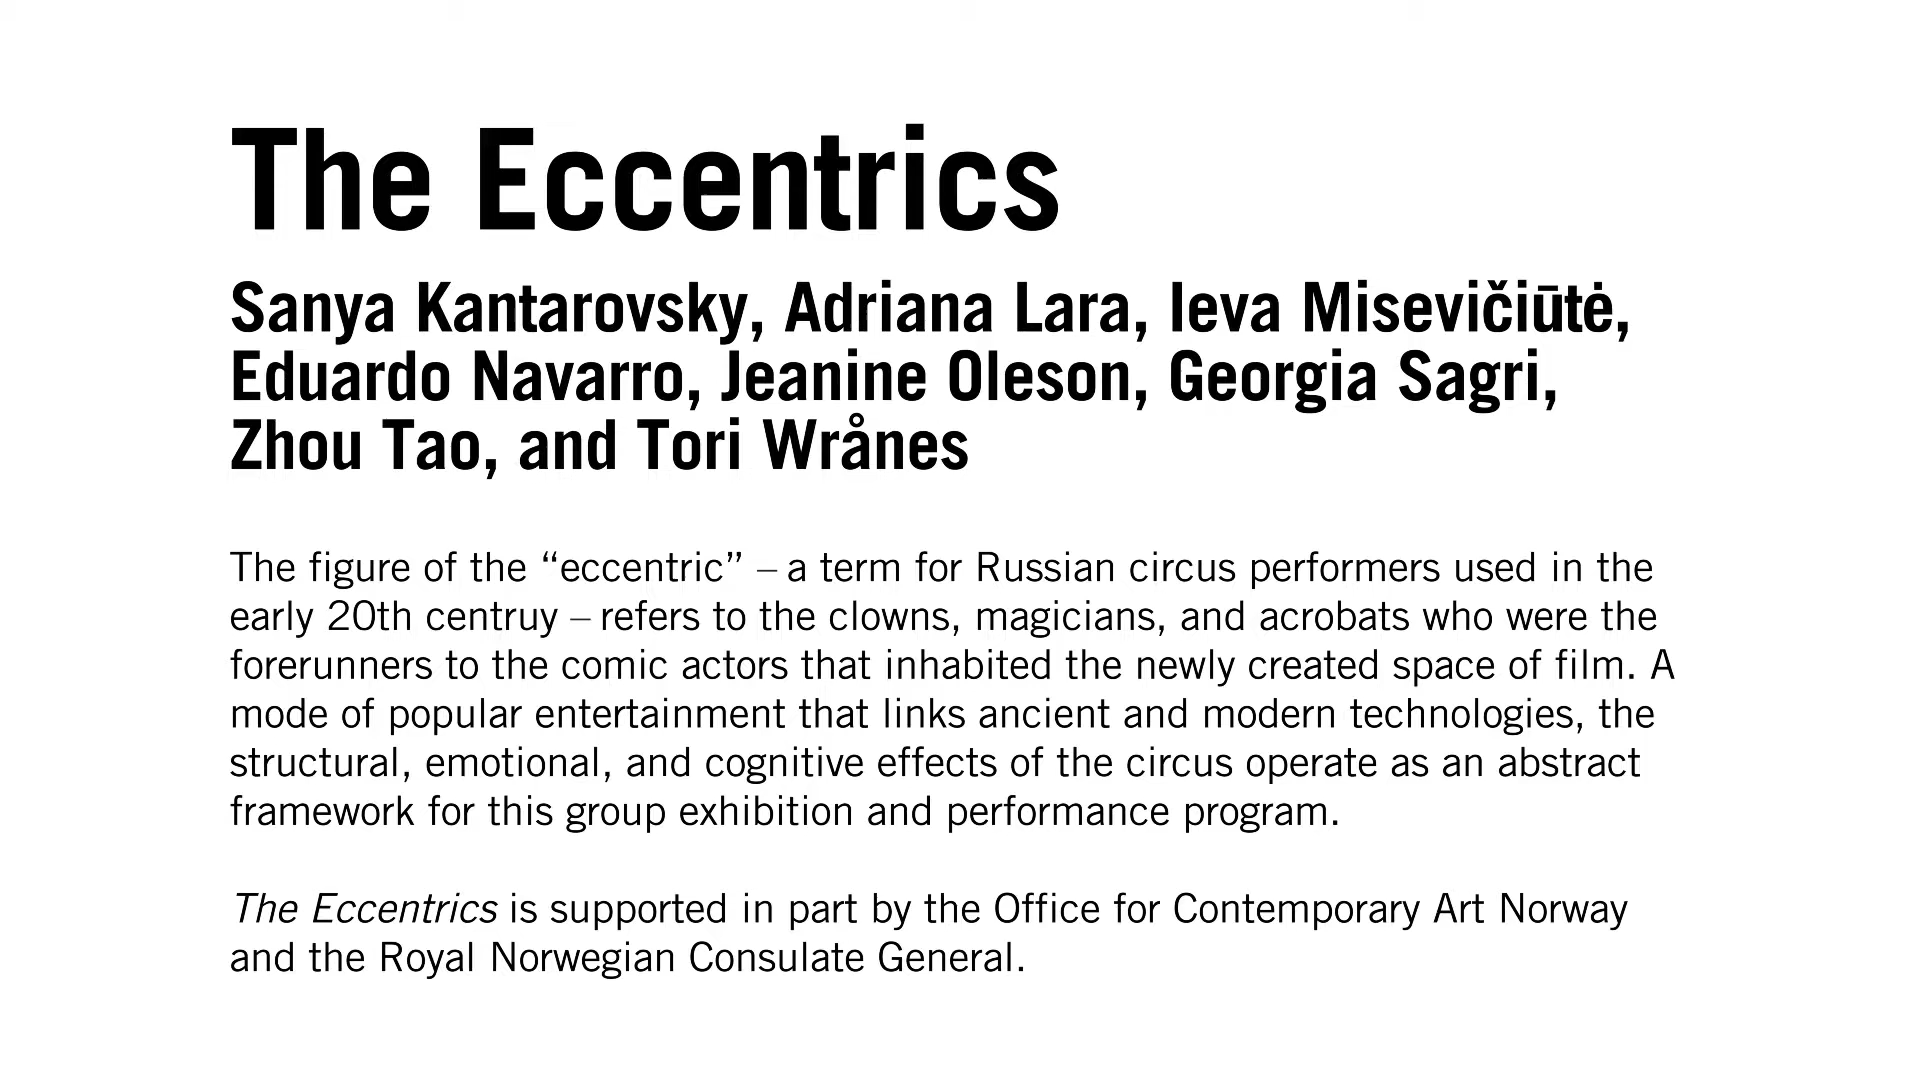 The Eccentrics
Sanya Kantarovsky, Adriana Lara, Ieva Misevičiūtė,
Eduardo Navarro, Jeanine Oleson, Georgia Sagri,
Zhou Tao, and Tori Wrånes
The figure of the “eccentric” – a term for Russian circus performers used in the
early 20th centruy – refers to the clowns, magicians, and acrobats who were the
forerunners to the comic actors that inhabited the newly created space of film. A
mode of popular entertainment that links ancient and modern technologies, the
structural, emotional, and cognitive effects of the circus operate as an abstract
framework for this group exhibition and performance program.
The Eccentrics is supported in part by the Office for Contemporary Art Norway
and the Royal Norwegian Consulate General.